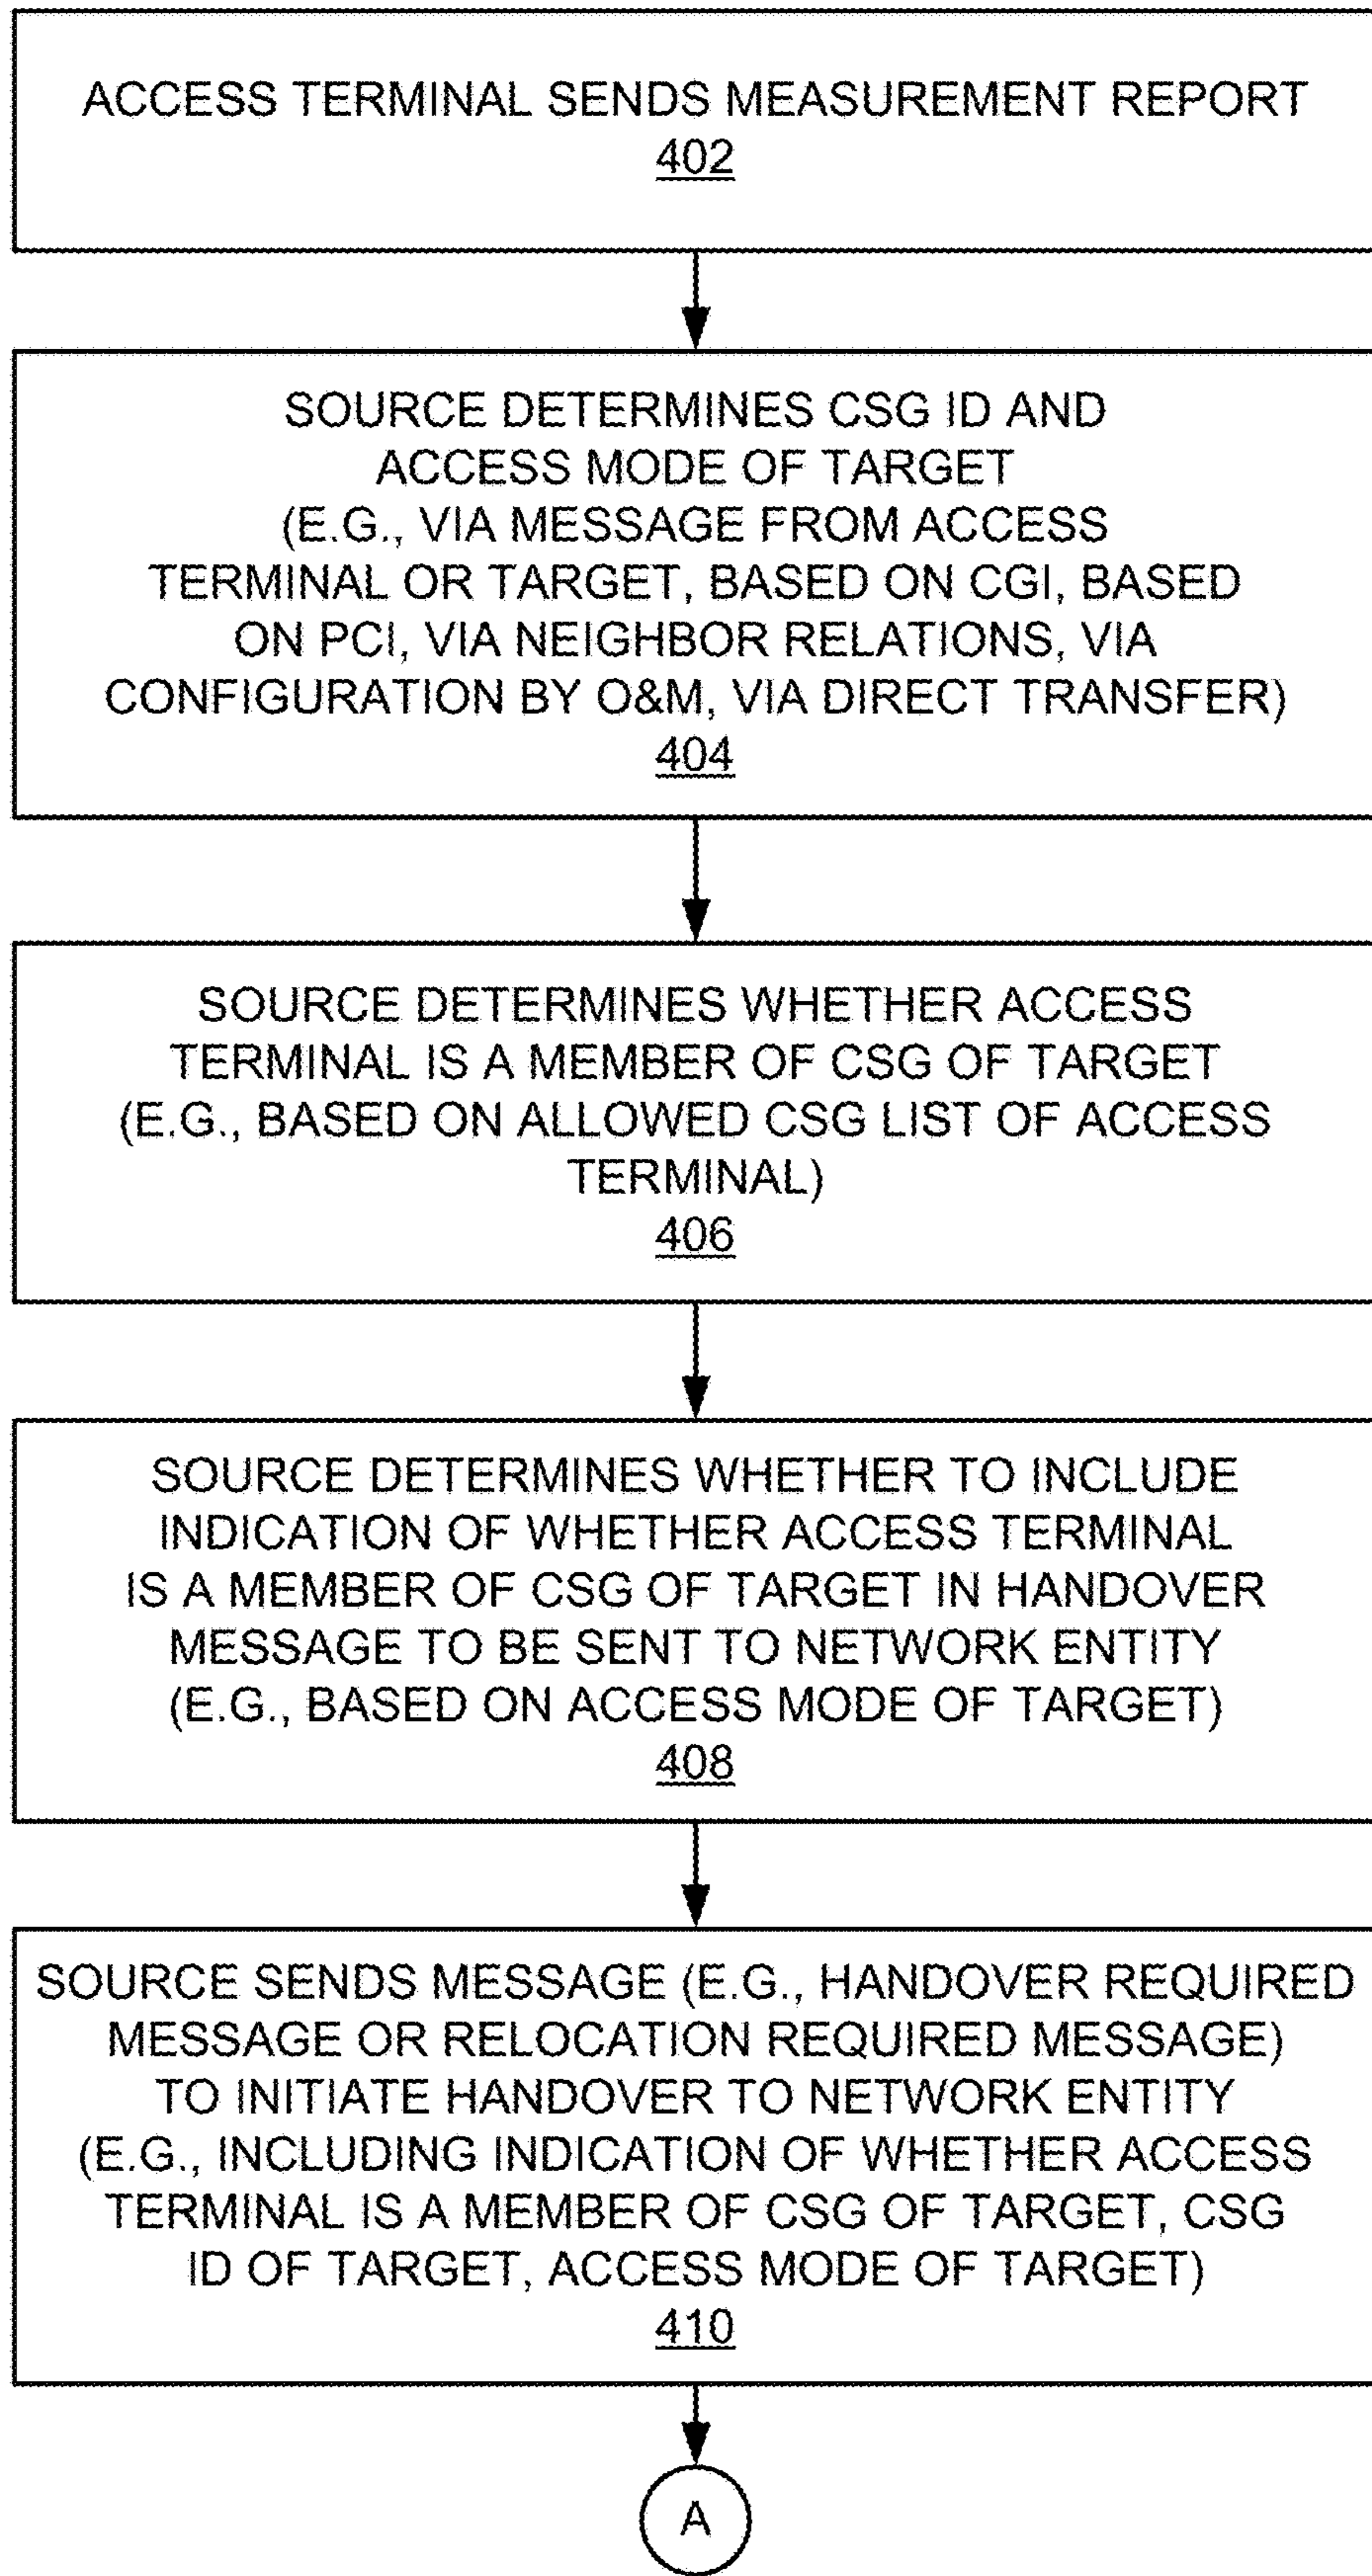 ACCESS TERMINAL SENDS MEASUREMENT REPORT
402
SOURCE DETERMINES CSG ID AND
ACCESS MODE OF TARGET
(E.G., VIA MESSAGE FROM ACCESS
TERMINAL OR TARGET, BASED ON CGI, BASED
ON PCI, VIA NEIGHBOR RELATIONS, VIA
CONFIGURATION BY O&M, VIA DIRECT TRANSFER)
404
SOURCE DETERMINES WHETHER ACCESS
TERMINAL IS A MEMBER OF CSG OF TARGET
(E.G., BASED ON ALLOWED CSG LIST OF ACCESS
TERMINAL)
406
SOURCE DETERMINES WHETHER TO INCLUDE
INDICATION OF WHETHER ACCESS TERMINAL
IS A MEMBER OF CSG OF TARGET IN HANDOVER
MESSAGE TO BE SENT TO NETWORK ENTITY
(E.G., BASED ON ACCESS MODE OF TARGET)
408
SOURCE SENDS MESSAGE (E.G., HANDOVER REQUIRED
MESSAGE OR RELOCATION REQUIRED MESSAGE)
TO INITIATE HANDOVER TO NETWORK ENTITY
(E.G., INCLUDING INDICATION OF WHETHER ACCESS
TERMINAL IS A MEMBER OF CSG OF TARGET, CSG
ID OF TARGET, ACCESS MODE OF TARGET)
410
A